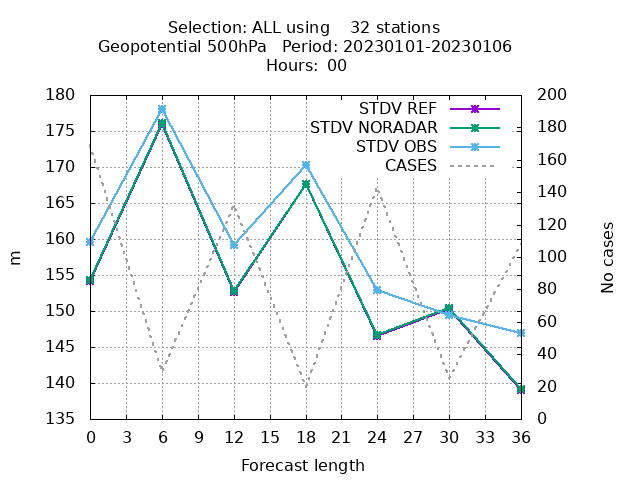 Selection: ALL using    32 stations
Geopotential 500hPa   Period: 20230101-20230106
Hours:  00
180
175
170
165
160
155
150
145
140
135
m
STDV REF
STDV NORADAR
STDV OBS
CASES
200
180
160
140
120
100
80
60
40
20
0
No cases
0 3 6 9 12 15 18 21 24 27 30 33 36
Forecast length